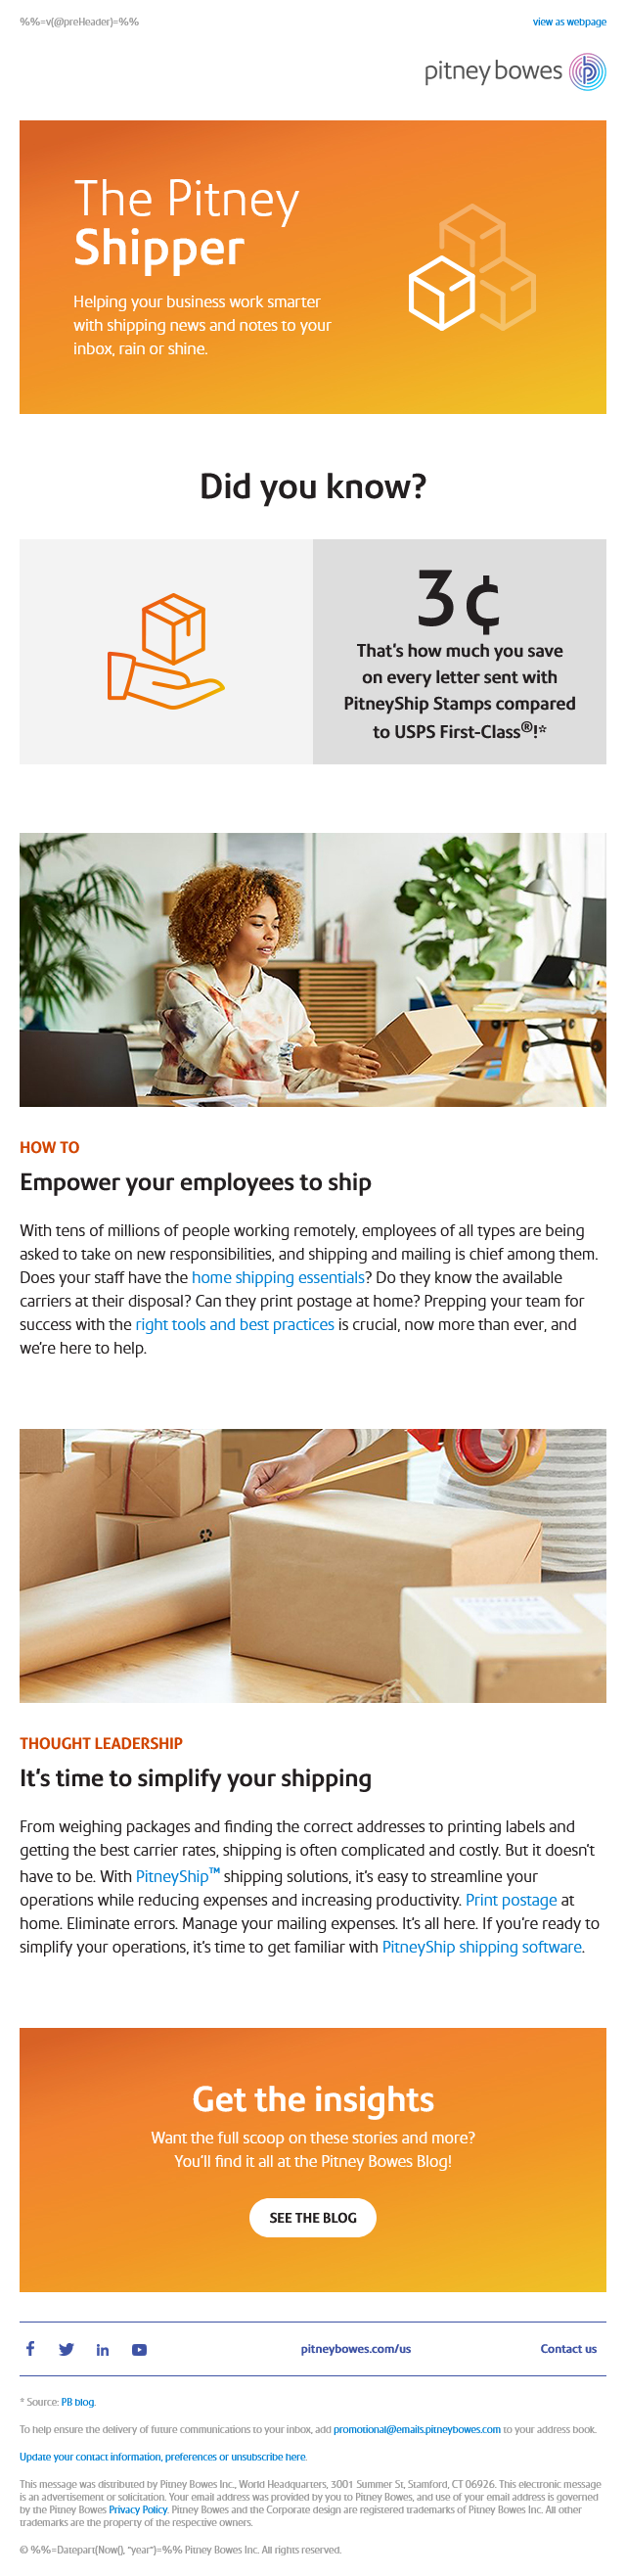 %%=v(@preHeader)=%%
view as webpage
pitney bowes
The Pitney
Shipper
Helping your business work smarter
with shipping news and notes to your
inbox, rain or shine.
Did you know?
3¢
That's how much you save
on every letter sent with
PitneyShip Stamps compared
to USPS First-Class®!*
HOW TO
Empower your employees to ship
With tens of millions of people working remotely, employees of all types are being
asked to take on new responsibilities, and shipping and mailing is chief among them.
Does your staff have the home shipping essentials? Do they know the available
carriers at their disposal? Can they print postage at home? Prepping your team for
success with the right tools and best practices is crucial, now more than ever, and
we're here to help.
THOUGHT LEADERSHIP
It's time to simplify your shipping
From weighing packages and finding the correct addresses to printing labels and
getting the best carrier rates, shipping is often complicated and costly. But it doesn't
have to be. With PitneyShip™ shipping solutions, it's easy to streamline your
operations while reducing expenses and increasing productivity. Print postage at
home. Eliminate errors. Manage your mailing expenses. It's all here. If you're ready to
simplify your operations, it's time to get familiar with PitneyShip shipping software.
Get the insights
Want the full scoop on these stories and more?
You'll find it all at the Pitney Bowes Blog!
SEE THE BLOG
pitneybowes.com/us
Contact us
* Source: PB blog.
To help ensure the delivery of future communications to your inbox, add promotional@emails.pitneybowes.com to your address book.
Update your contact information, preferences or unsubscribe here.
This message was distributed by Pitney Bowes Inc., World Headquarters, 3001 Summer St, Stamford, CT 06926. This electronic message
is an advertisement or solicitation. Your email address was provided by you to Pitney Bowes, and use of your email address is governed
by the Pitney Bowes Privacy Policy. Pitney Bowes and the Corporate design are registered trademarks of Pitney Bowes Inc. All other
trademarks are the property of the respective owners.
© %%=Datepart(Now(), "year")=%% Pitney Bowes Inc. All rights reserved.